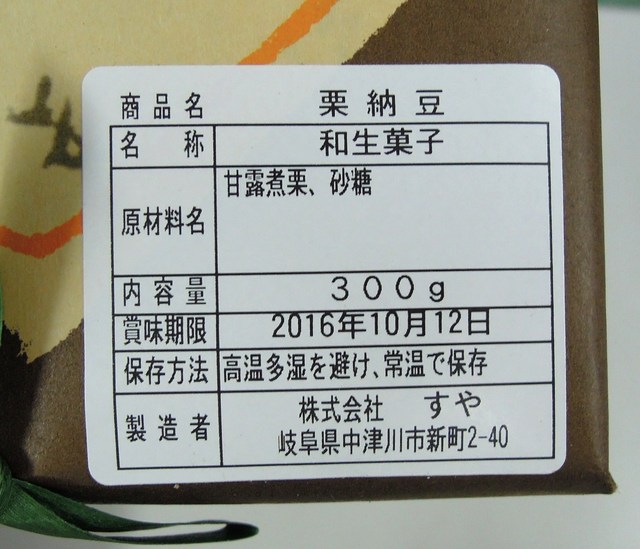 商品名 栗納豆
名称 和生菓子
原材料名 甘露煮栗、砂糖
内容量 300g
賞味期限 2016年10月12日
保存方法 高温多湿を避け、常温で保存
製造者 株式会社 すや
岐阜県中津川市新町2-40